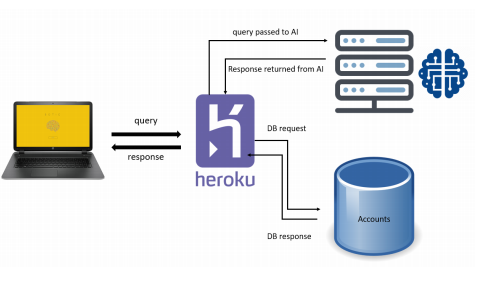 query passed to AI
Response returned from AI
query
response
heroku
DB request
Accounts
DB response